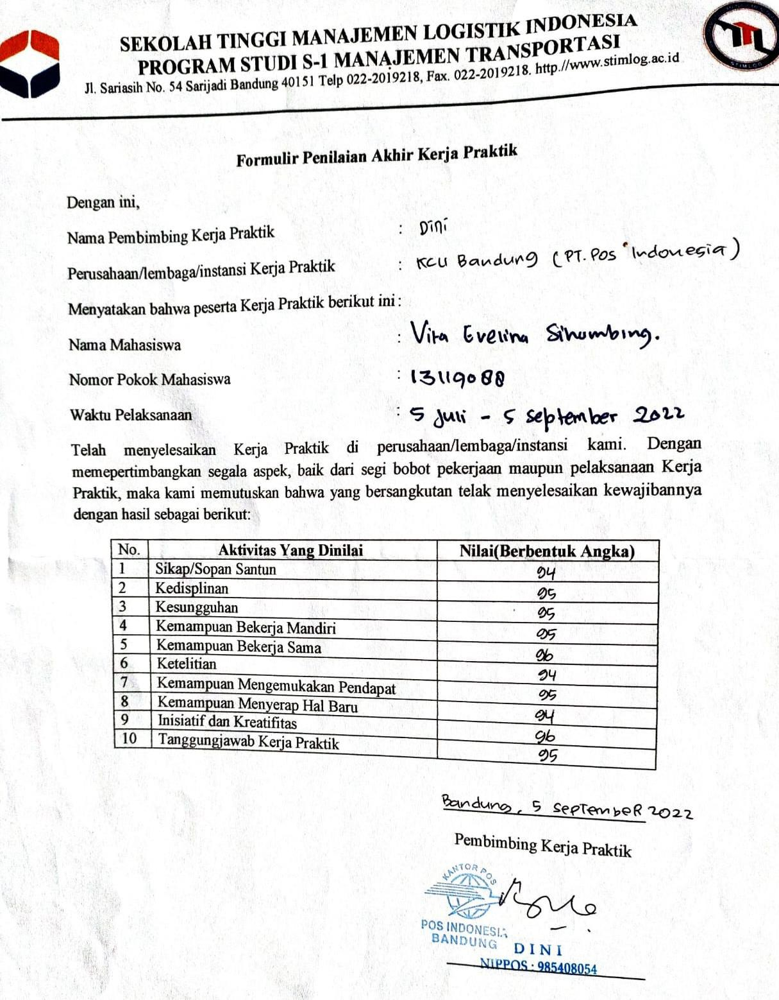 SEKOLAH TINGGI MANAJEMEN LOGISTIK INDONESIA
PROGRAM STUDI S-1 MANAJEMEN TRANSPORTASI
Jl. Sariasih No. 54 Sarijadi Bandung 40151 Telp 022-2019218, Fax. 022-2019218. http.//www.stimlog.ac.id
STIMLOG
Formulir Penilaian Akhir Kerja Praktik
Dengan ini,
Nama Pembimbing Kerja Praktik : Dini
Perusahaan/lembaga/instansi Kerja Praktik : KCU Bandung (PT. Pos Indonesia)
Menyatakan bahwa peserta Kerja Praktik berikut ini :
Nama Mahasiswa : Vita Evelina Sihombing.
Nomor Pokok Mahasiswa : 13119088
Waktu Pelaksanaan : 5 Juli - 5 September 2022
Telah menyelesaikan Kerja Praktik di perusahaan/lembaga/instansi kami. Dengan
memepertimbangkan segala aspek, baik dari segi bobot pekerjaan maupun pelaksanaan Kerja
Praktik, maka kami memutuskan bahwa yang bersangkutan telak menyelesaikan kewajibannya
dengan hasil sebagai berikut:
No. Aktivitas Yang Dinilai Nilai(Berbentuk Angka)
1 Sikap/Sopan Santun 94
2 Kedisplinan 95
3 Kesungguhan 95
4 Kemampuan Bekerja Mandiri 95
5 Kemampuan Bekerja Sama 96
6 Ketelitian 94
7 Kemampuan Mengemukakan Pendapat 95
8 Kemampuan Menyerap Hal Baru 94
9 Inisiatif dan Kreatifitas 96
10 Tanggungjawab Kerja Praktik 95
Bandung, 5 September 2022
Pembimbing Kerja Praktik
KANTOR POS
POS INDONESIA
BANDUNG
DINI
NIPPOS : 985408054